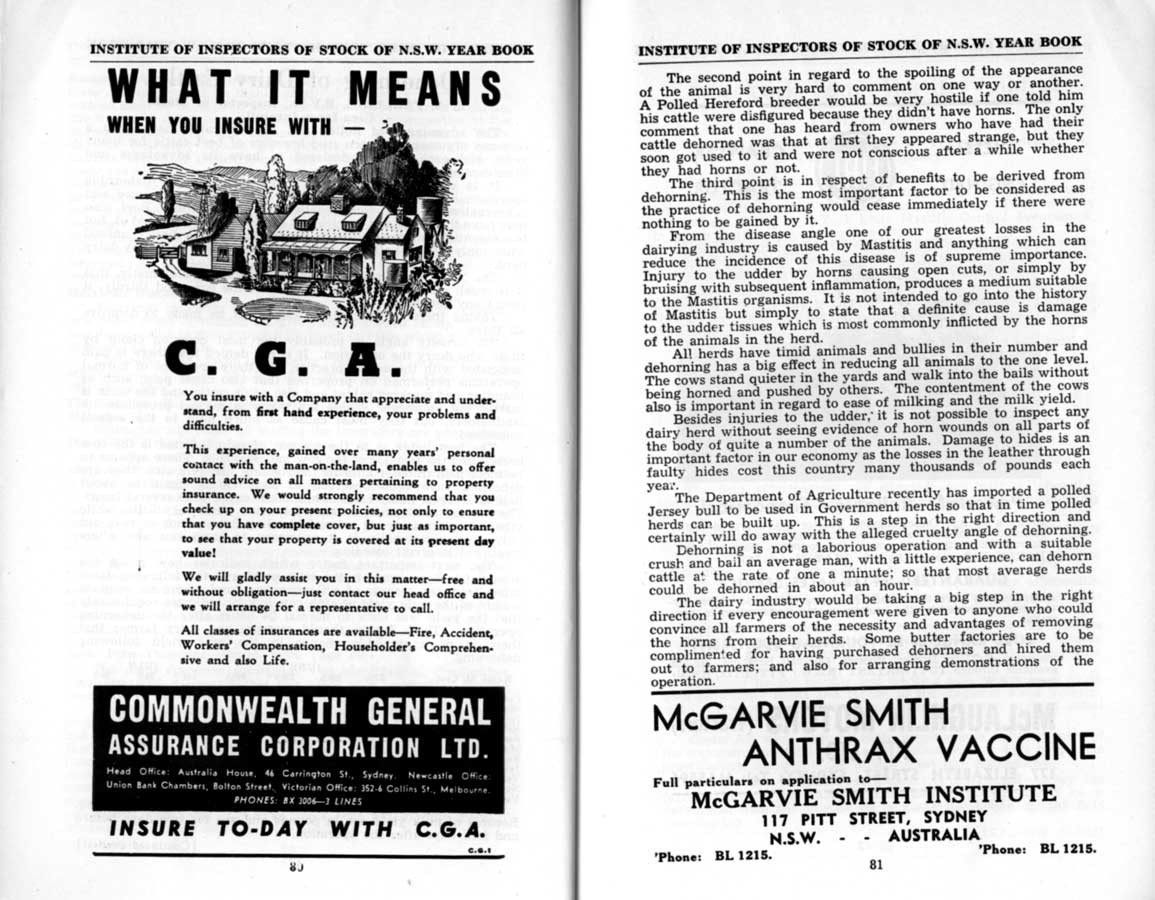 INSTITUTE OF INSPECTORS OF STOCK OF N.S.W. YEAR BOOK
WHAT IT MEANS
WHEN YOU INSURE WITH —
C. G. A.
You insure with a Company that appreciate and under-
stand, from first hand experience, your problems and
difficulties.
This experience, gained over many years' personal
contact with the man-on-the-land, enables us to offer
sound advice on all matters pertaining to property
insurance. We would strongly recommend that you
check up on your present policies, not only to ensure
that you have complete cover, but just as important,
to see that your property is covered at its present day
value!
We will gladly assist you in this matter—free and
without obligation—just contact our head office and
we will arrange for a representative to call.
All classes of insurances are available—Fire, Accident,
Workers' Compensation, Householder's Comprehen-
sive and also Life.
COMMONWEALTH GENERAL
ASSURANCE CORPORATION LTD.
Head Office: Australia House, 46 Carrington St., Sydney. Newcastle Office:
Union Bank Chambers, Bolton Street. Victorian Office: 352-6 Collins St., Melbourne.
PHONES: BX 3006—3 LINES
INSURE TO-DAY WITH C.G.A.
C.G.1
80
INSTITUTE OF INSPECTORS OF STOCK OF N.S.W. YEAR BOOK
The second point in regard to the spoiling of the appearance
of the animal is very hard to comment on one way or another.
A Polled Hereford breeder would be very hostile if one told him
his cattle were disfigured because they didn't have horns. The only
comment that one has heard from owners who have had their
cattle dehorned was that at first they appeared strange, but they
soon got used to it and were not conscious after a while whether
they had horns or not.
The third point is in respect of benefits to be derived from
dehorning. This is the most important factor to be considered as
the practice of dehorning would cease immediately if there were
nothing to be gained by it.
From the disease angle one of our greatest losses in the
dairying industry is caused by Mastitis and anything which can
reduce the incidence of this disease is of supreme importance.
Injury to the udder by horns causing open cuts, or simply by
bruising with subsequent inflammation, produces a medium suitable
to the Mastitis organisms. It is not intended to go into the history
of Mastitis but simply to state that a definite cause is damage
to the udder tissues which is most commonly inflicted by the horns
of the animals in the herd.
All herds have timid animals and bullies in their number and
dehorning has a big effect in reducing all animals to the one level.
The cows stand quieter in the yards and walk into the bails without
being horned and pushed by others. The contentment of the cows
also is important in regard to ease of milking and the milk yield.
Besides injuries to the udder, it is not possible to inspect any
dairy herd without seeing evidence of horn wounds on all parts of
the body of quite a number of the animals. Damage to hides is an
important factor in our economy as the losses in the leather through
faulty hides cost this country many thousands of pounds each
year.
The Department of Agriculture recently has imported a polled
Jersey bull to be used in Government herds so that in time polled
herds can be built up. This is a step in the right direction and
certainly will do away with the alleged cruelty angle of dehorning.
Dehorning is not a laborious operation and with a suitable
crush and bail an average man, with a little experience, can dehorn
cattle at the rate of one a minute; so that most average herds
could be dehorned in about an hour.
The dairy industry would be taking a big step in the right
direction if every encouragement were given to anyone who could
convince all farmers of the necessity and advantages of removing
the horns from their herds. Some butter factories are to be
complimented for having purchased dehorners and hired them
out to farmers; and also for arranging demonstrations of the
operation.
McGARVIE SMITH
ANTHRAX VACCINE
Full particulars on application to—
McGARVIE SMITH INSTITUTE
117 PITT STREET, SYDNEY
N.S.W. - - AUSTRALIA
'Phone: BL 1215. 'Phone: BL 1215.
81